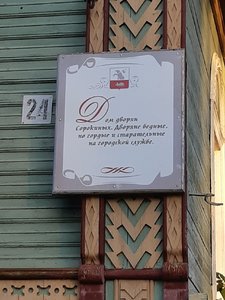 24
Дом дворян
Сорокиных. Дворяне бедные,
но гордые и старательные
на городской службе.